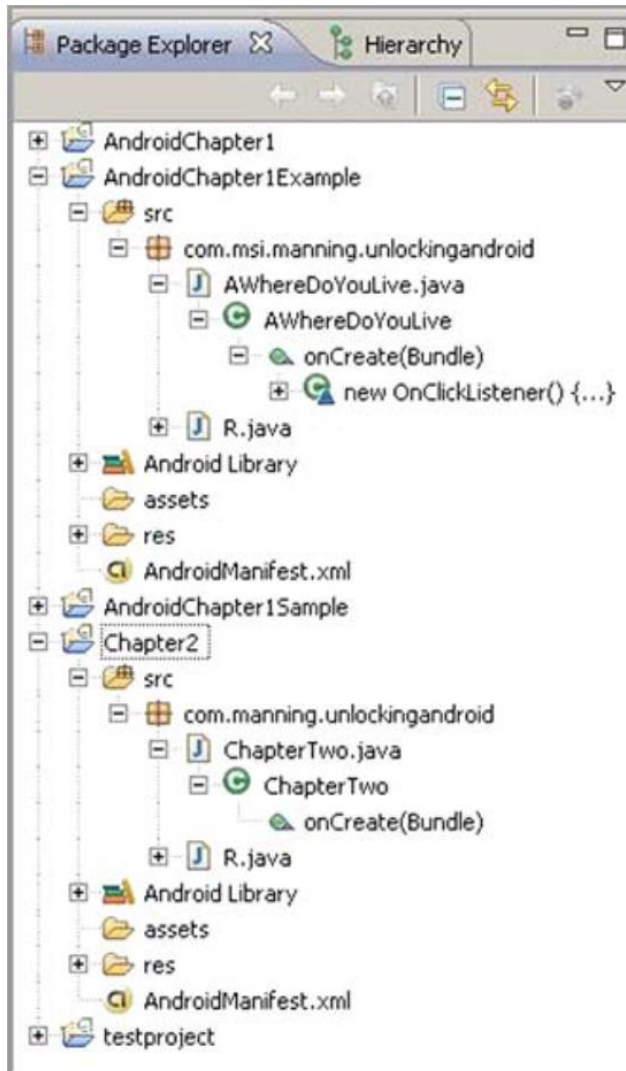 Package Explorer Hierarchy
AndroidChapter1
AndroidChapter1Example
src
com.msi.manning.unlockingandroid
AWhereDoYouLive.java
AWhereDoYouLive
onCreate(Bundle)
new OnClickListener() {...}
R.java
Android Library
assets
res
AndroidManifest.xml
AndroidChapter1Sample
Chapter2
src
com.manning.unlockingandroid
ChapterTwo.java
ChapterTwo
onCreate(Bundle)
R.java
Android Library
assets
res
AndroidManifest.xml
testproject